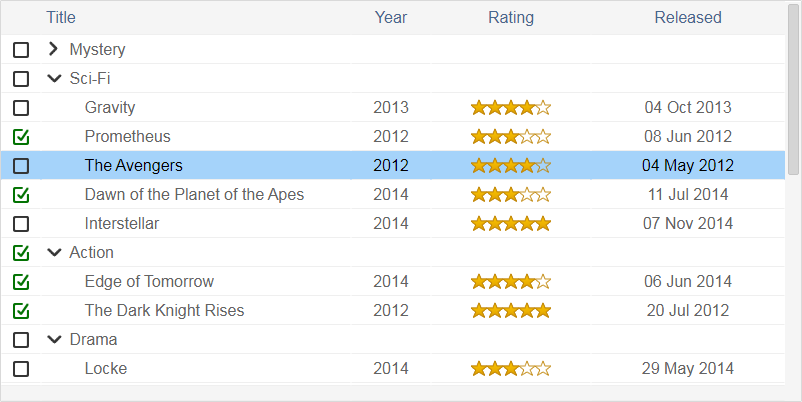 Title Year Rating Released
Mystery
Sci-Fi
Gravity 2013 04 Oct 2013
Prometheus 2012 08 Jun 2012
The Avengers 2012 04 May 2012
Dawn of the Planet of the Apes 2014 11 Jul 2014
Interstellar 2014 07 Nov 2014
Action
Edge of Tomorrow 2014 06 Jun 2014
The Dark Knight Rises 2012 20 Jul 2012
Drama
Locke 2014 29 May 2014